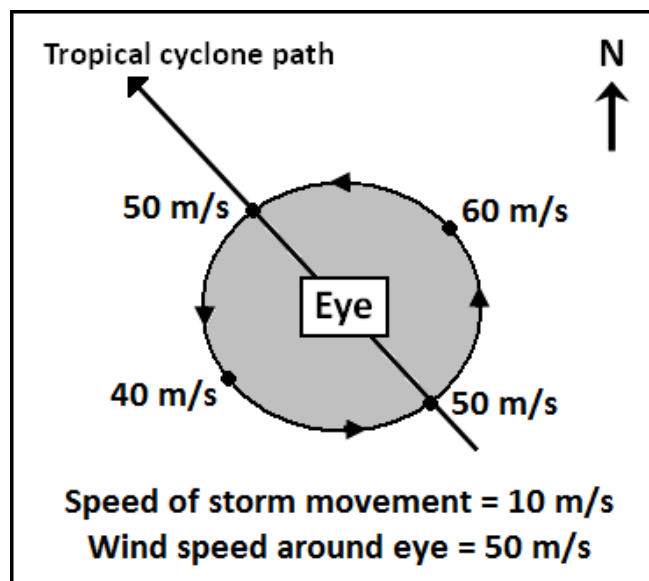 Tropical cyclone path
N
50 m/s
60 m/s
Eye
40 m/s
50 m/s
Speed of storm movement = 10 m/s
Wind speed around eye = 50 m/s